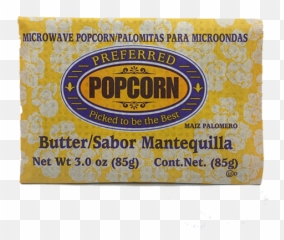 MICROWAVE POPCORN/PALOMITAS PARA MICROONDAS
PREFERRED
POPCORN
Picked to be the Best
MAIZ PALOMERO
Butter/Sabor Mantequilla
Net Wt 3.0 oz (85g) Cont.Net. (85g)